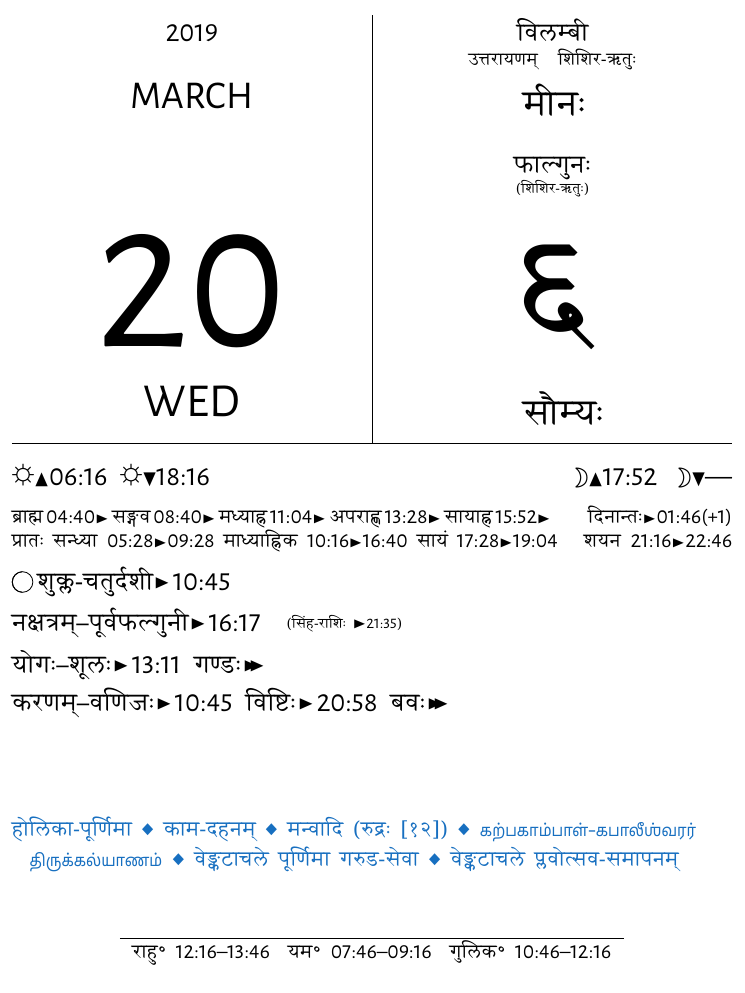 2019
MARCH
20
WED
विलम्बी
उत्तरायणम् शिशिर-ऋतुः
मीनः
फाल्गुनः
(शिशिर-ऋतुः)
६
सौम्यः
☼▲06:16 ☼▼18:16 ☽▲17:52 ☽▼—
ब्राह्म 04:40► सङ्गव 08:40► मध्याह्न 11:04► अपराह्ण 13:28► सायाह्न 15:52► दिनान्तः►01:46(+1)
प्रातः सन्ध्या 05:28►09:28 माध्याह्निक 10:16►16:40 सायं 17:28►19:04 शयन 21:16►22:46
◯शुक्ल-चतुर्दशी►10:45
नक्षत्रम्–पूर्वफल्गुनी►16:17 (सिंह-राशिः ►21:35)
योगः–शूलः►13:11 गण्डः►►
करणम्–वणिजः►10:45 विष्टिः►20:58 बवः►►
होलिका-पूर्णिमा ◆ काम-दहनम् ◆ मन्वादि (रुद्रः [१२]) ◆ கற்பகாம்பாள்-கபாலீஶ்வரர்
திருக்கல்யாணம் ◆ वेङ्कटाचले पूर्णिमा गरुड-सेवा ◆ वेङ्कटाचले प्लवोत्सव-समापनम्
राहु° 12:16–13:46 यम° 07:46–09:16 गुलिक° 10:46–12:16